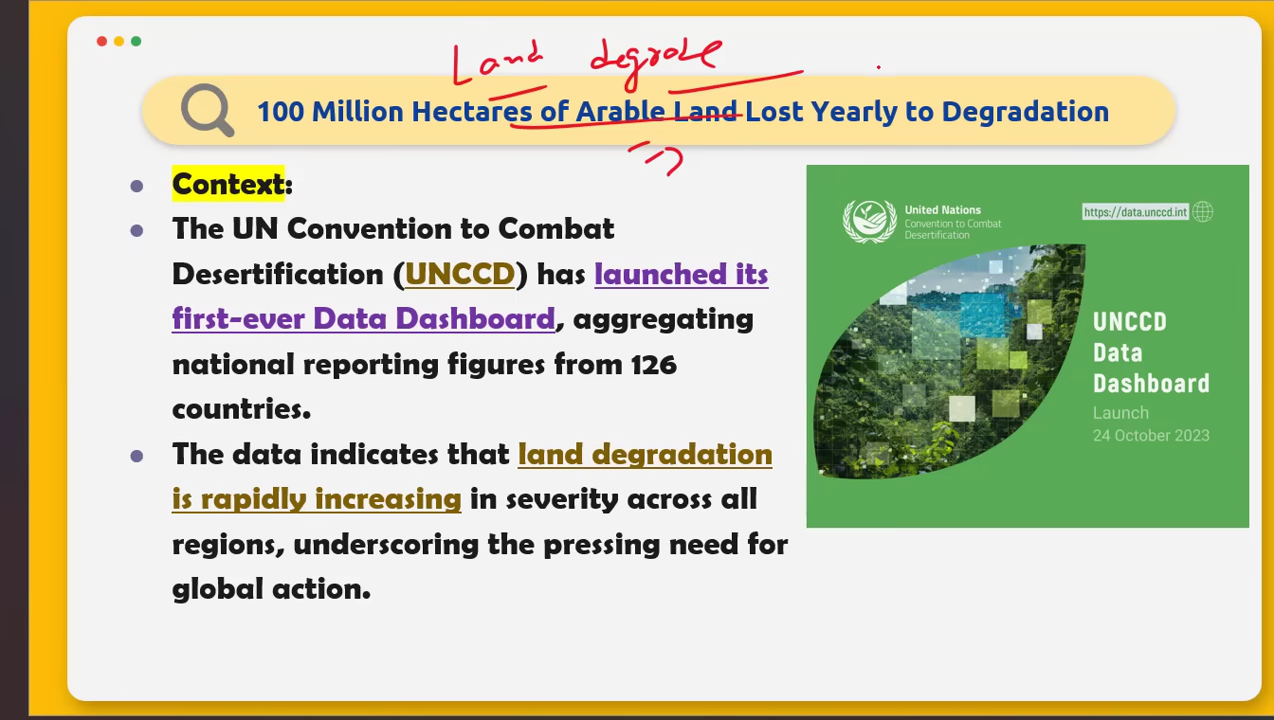 Land degrade
100 Million Hectares of Arable Land Lost Yearly to Degradation
Context:
The UN Convention to Combat
Desertification (UNCCD) has launched its
first-ever Data Dashboard, aggregating
national reporting figures from 126
countries.
The data indicates that land degradation
is rapidly increasing in severity across all
regions, underscoring the pressing need for
global action.
United Nations
Convention to Combat
Desertification
https://data.unccd.int
UNCCD
Data
Dashboard
Launch
24 October 2023